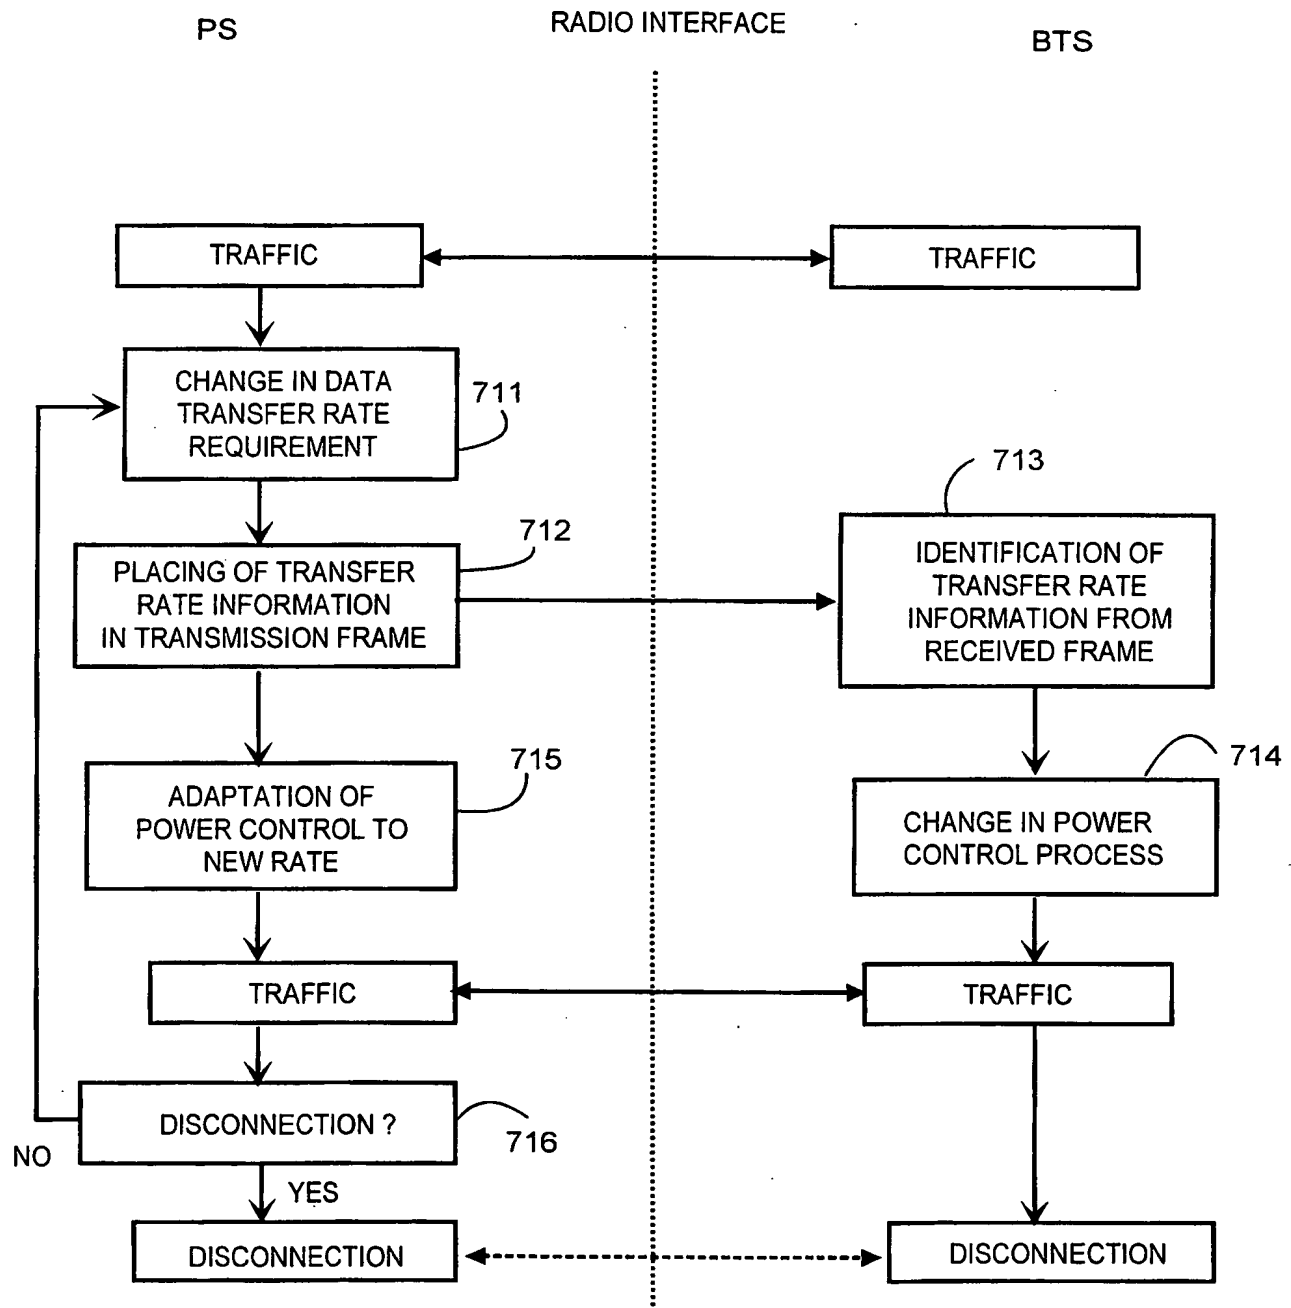 PS
RADIO INTERFACE
BTS
TRAFFIC
TRAFFIC
CHANGE IN DATA
TRANSFER RATE
REQUIREMENT
711
712
PLACING OF TRANSFER
RATE INFORMATION
IN TRANSMISSION FRAME
713
IDENTIFICATION OF
TRANSFER RATE
INFORMATION FROM
RECEIVED FRAME
715
ADAPTATION OF
POWER CONTROL TO
NEW RATE
714
CHANGE IN POWER
CONTROL PROCESS
TRAFFIC
TRAFFIC
DISCONNECTION ?
716
NO
YES
DISCONNECTION
DISCONNECTION